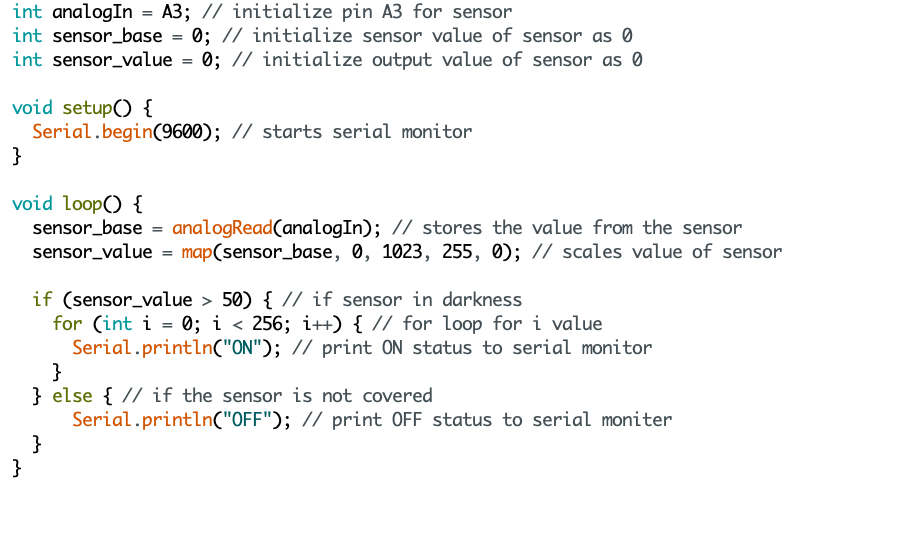 int analogIn = A3; // initialize pin A3 for sensor
int sensor_base = 0; // initialize sensor value of sensor as 0
int sensor_value = 0; // initialize output value of sensor as 0

void setup() {
  Serial.begin(9600); // starts serial monitor
}

void loop() {
  sensor_base = analogRead(analogIn); // stores the value from the sensor
  sensor_value = map(sensor_base, 0, 1023, 255, 0); // scales value of sensor

  if (sensor_value > 50) { // if sensor in darkness
    for (int i = 0; i < 256; i++) { // for loop for i value
      Serial.println("ON"); // print ON status to serial monitor
    }
  } else { // if the sensor is not covered
      Serial.println("OFF"); // print OFF status to serial moniter
  }
}